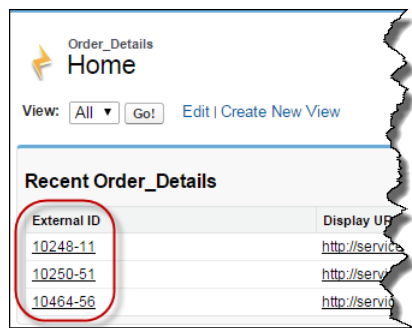 Order_Details
Home
View: All Go! Edit | Create New View
Recent Order_Details
External ID Display
10248-11
10250-51
10464-56